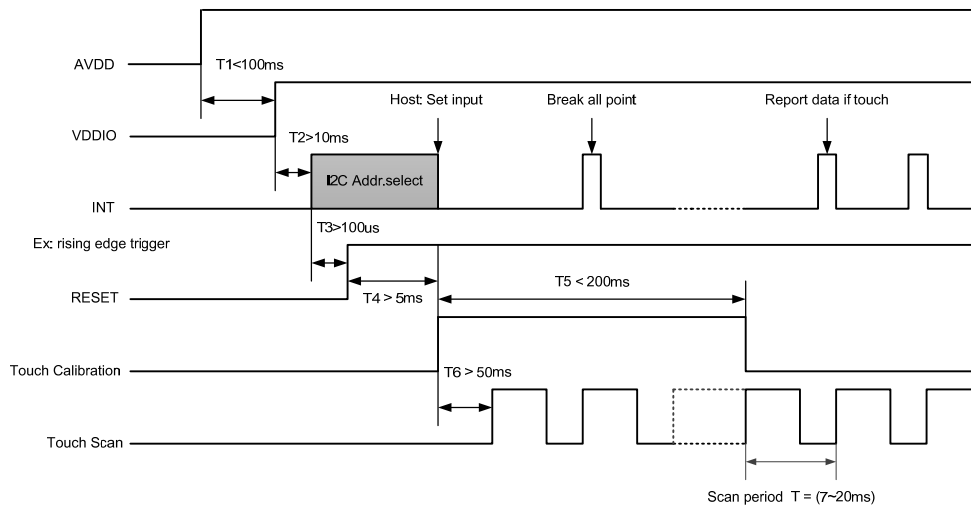 AVDD
T1<100ms
Host: Set input
Break all point
Report data if touch
VDDIO
T2>10ms
I2C Addr.select
INT
T3>100us
Ex: rising edge trigger
T5 < 200ms
RESET
T4 > 5ms
Touch Calibration
T6 > 50ms
Touch Scan
Scan period T = (7~20ms)